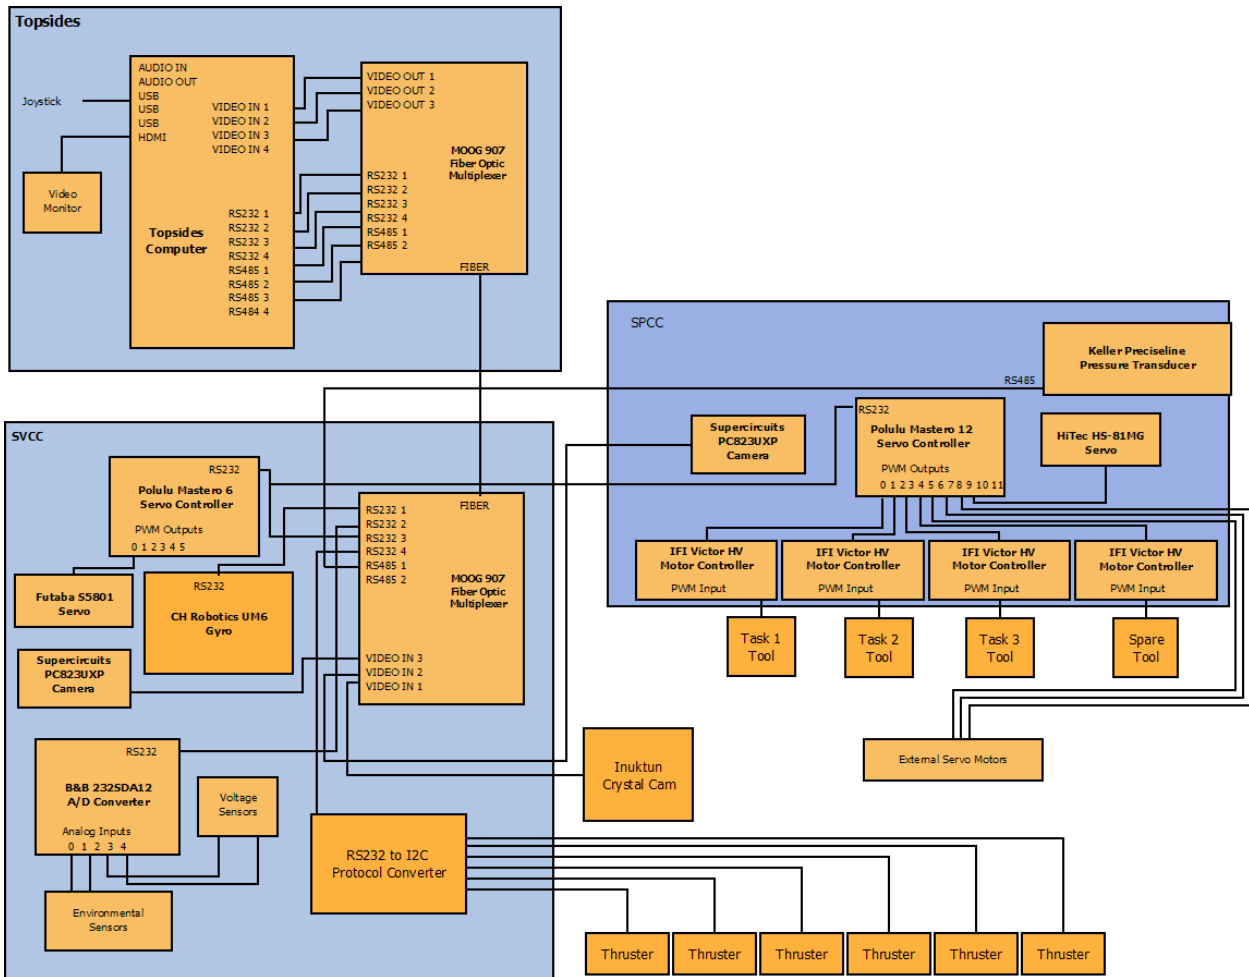 Topsides
AUDIO IN
AUDIO OUT
USB
USB
USB
HDMI
Joystick
Video
Monitor
VIDEO IN 1
VIDEO IN 2
VIDEO IN 3
VIDEO IN 4
Topsides
Computer
RS232 1
RS232 2
RS232 3
RS232 4
RS485 1
RS485 2
RS485 3
RS484 4
VIDEO OUT 1
VIDEO OUT 2
VIDEO OUT 3
MOOG 907
Fiber Optic
Multiplexer
RS232 1
RS232 2
RS232 3
RS232 4
RS485 1
RS485 2
FIBER
SPCC
Keller Preciseline
Pressure Transducer
RS485
Supercircuits
PC823UXP
Camera
RS232
Polulu Mastero 12
Servo Controller
PWM Outputs
0 1 2 3 4 5 6 7 8 9 10 11
HiTec HS-81MG
Servo
IFI Victor HV
Motor Controller
PWM Input
IFI Victor HV
Motor Controller
PWM Input
IFI Victor HV
Motor Controller
PWM Input
IFI Victor HV
Motor Controller
PWM Input
Task 1
Tool
Task 2
Tool
Task 3
Tool
Spare
Tool
External Servo Motors
SVCC
RS232
Polulu Mastero 6
Servo Controller
PWM Outputs
0 1 2 3 4 5
Futaba S5801
Servo
RS232
CH Robotics UM6
Gyro
Supercircuits
PC823UXP
Camera
FIBER
RS232 1
RS232 2
RS232 3
RS232 4
RS485 1
RS485 2
MOOG 907
Fiber Optic
Multiplexer
VIDEO IN 3
VIDEO IN 2
VIDEO IN 1
RS232
B&B 232SDA12
A/D Converter
Analog Inputs
0 1 2 3 4
Voltage
Sensors
Environmental
Sensors
RS232 to I2C
Protocol Converter
Inuktun
Crystal Cam
Thruster
Thruster
Thruster
Thruster
Thruster
Thruster